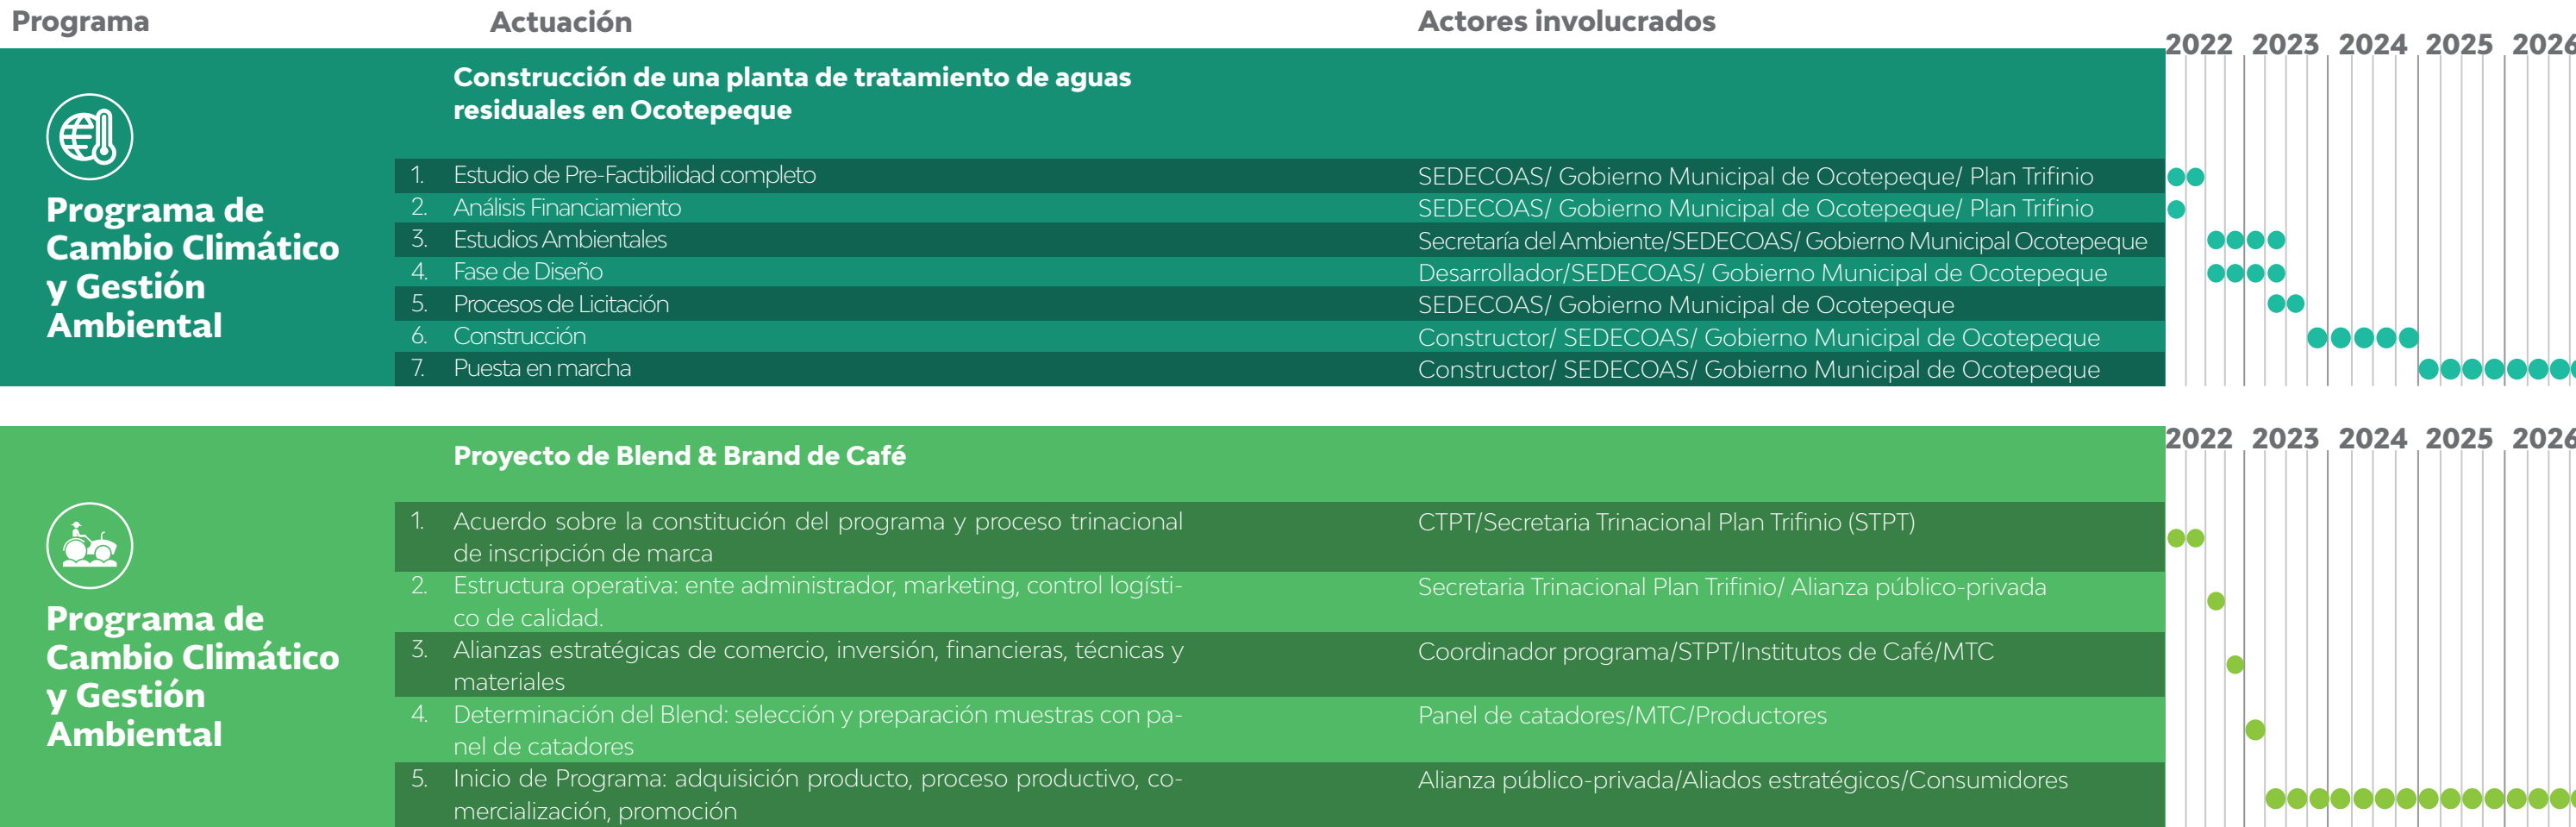 Programa Actuación Actores involucrados
2022 2023 2024 2025 2026
Construcción de una planta de tratamiento de aguas
residuales en Ocotepeque
Programa de
Cambio Climático
y Gestión
Ambiental
1. Estudio de Pre-Factibilidad completo SEDECOAS/ Gobierno Municipal de Ocotepeque/ Plan Trifinio
2. Análisis Financiamiento SEDECOAS/ Gobierno Municipal de Ocotepeque/ Plan Trifinio
3. Estudios Ambientales Secretaría del Ambiente/SEDECOAS/ Gobierno Municipal Ocotepeque
4. Fase de Diseño Desarrollador/SEDECOAS/ Gobierno Municipal de Ocotepeque
5. Procesos de Licitación SEDECOAS/ Gobierno Municipal de Ocotepeque
6. Construcción Constructor/ SEDECOAS/ Gobierno Municipal de Ocotepeque
7. Puesta en marcha Constructor/ SEDECOAS/ Gobierno Municipal de Ocotepeque
2022 2023 2024 2025 2026
Proyecto de Blend & Brand de Café
Programa de
Cambio Climático
y Gestión
Ambiental
1. Acuerdo sobre la constitución del programa y proceso trinacional CTPT/Secretaria Trinacional Plan Trifinio (STPT)
de inscripción de marca
2. Estructura operativa: ente administrador, marketing, control logísti- Secretaria Trinacional Plan Trifinio/ Alianza público-privada
co de calidad.
3. Alianzas estratégicas de comercio, inversión, financieras, técnicas y Coordinador programa/STPT/Institutos de Café/MTC
materiales
4. Determinación del Blend: selección y preparación muestras con pa- Panel de catadores/MTC/Productores
nel de catadores
5. Inicio de Programa: adquisición producto, proceso productivo, co- Alianza público-privada/Aliados estratégicos/Consumidores
mercialización, promoción